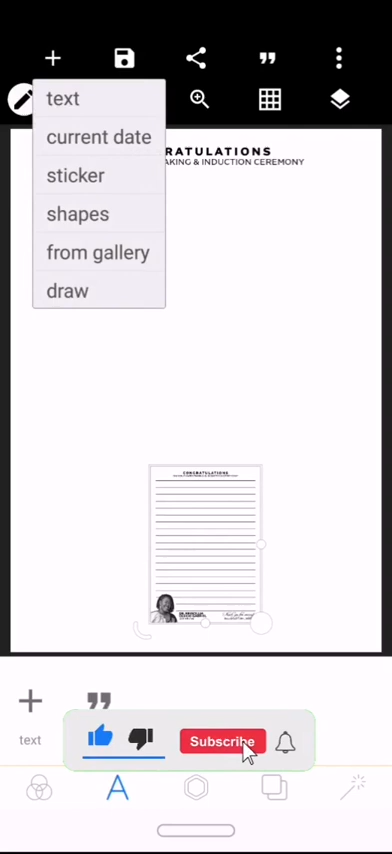 text
current date
sticker
shapes
from gallery
draw
RATULATIONS
AKING & INDUCTION CEREMONY
CONGRATULATIONS
text
Subscribe